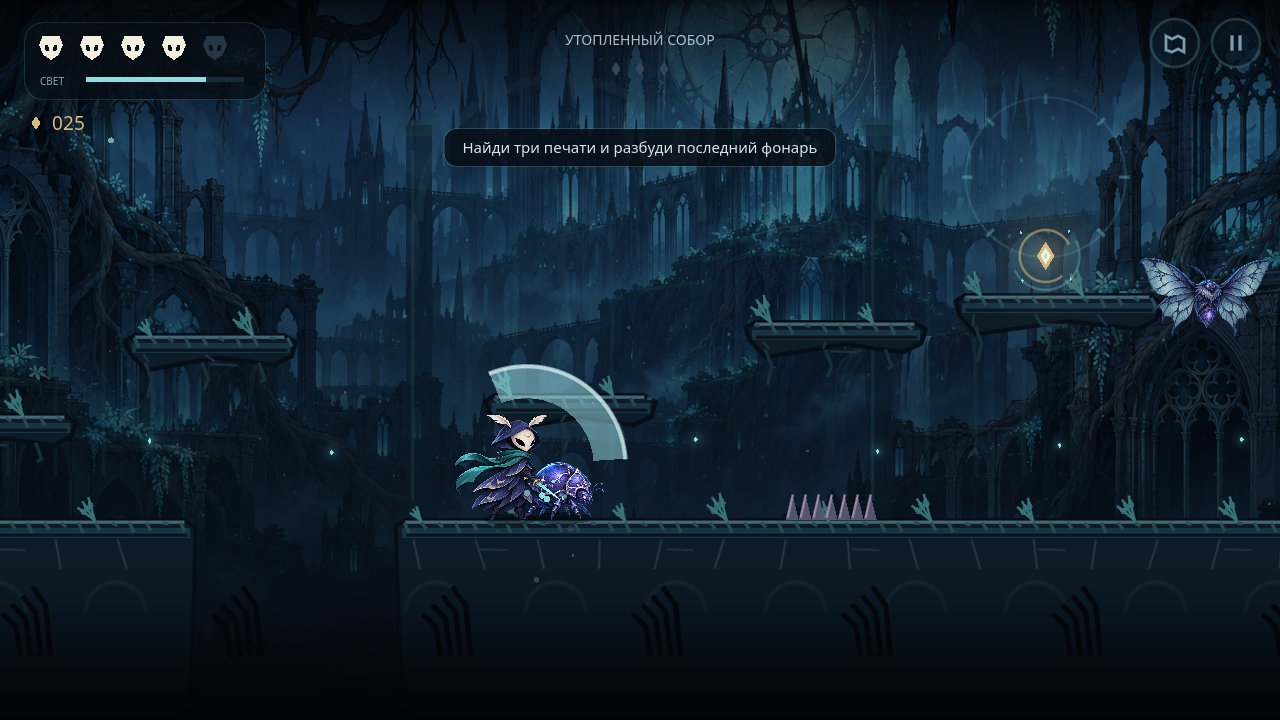 УТОПЛЕННЫЙ СОБОР
СВЕТ
025
Найди три печати и разбуди последний фонарь